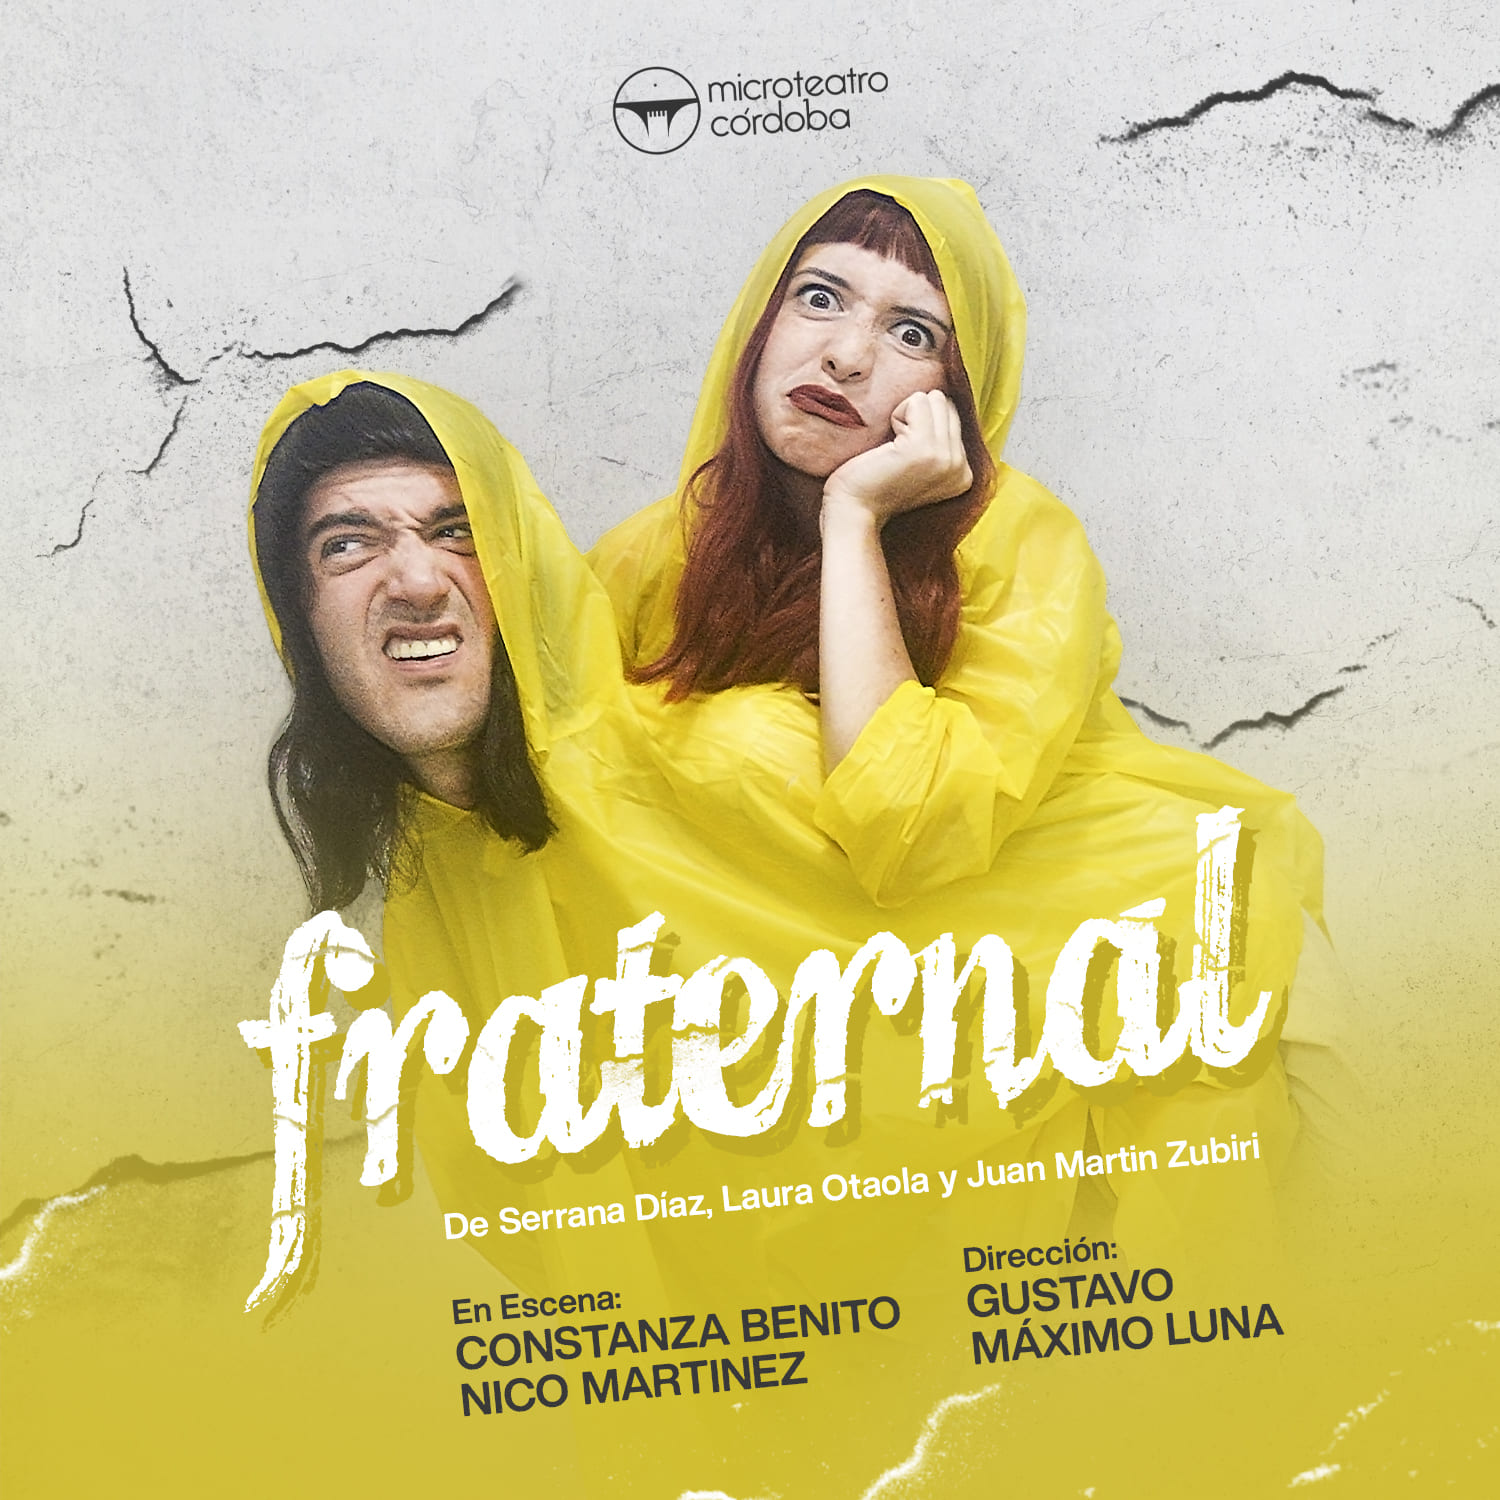 microteatro
córdoba
fraternal
De Serrana Díaz, Laura Otaola y Juan Martin Zubiri
En Escena:
CONSTANZA BENITO
NICO MARTINEZ
Dirección:
GUSTAVO
MÁXIMO LUNA